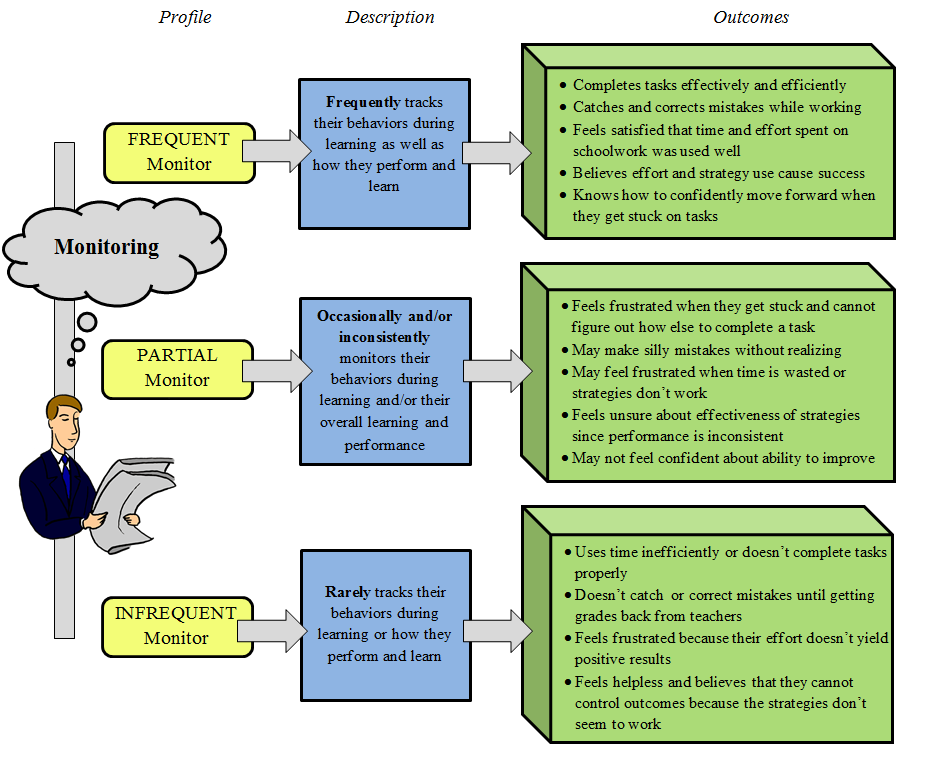 Profile
Description
Outcomes
Monitoring
FREQUENT
Monitor
Frequently tracks
their behaviors during
learning as well as
how they perform and
learn
• Completes tasks effectively and efficiently
• Catches and corrects mistakes while working
• Feels satisfied that time and effort spent on
schoolwork was used well
• Believes effort and strategy use cause success
• Knows how to confidently move forward when
they get stuck on tasks
PARTIAL
Monitor
Occasionally and/or
inconsistently
monitors their
behaviors during
learning and/or their
overall learning and
performance
• Feels frustrated when they get stuck and cannot
figure out how else to complete a task
• May make silly mistakes without realizing
• May feel frustrated when time is wasted or
strategies don’t work
• Feels unsure about effectiveness of strategies
since performance is inconsistent
• May not feel confident about ability to improve
INFREQUENT
Monitor
Rarely tracks their
behaviors during
learning or how they
perform and learn
• Uses time inefficiently or doesn’t complete tasks
properly
• Doesn’t catch or correct mistakes until getting
grades back from teachers
• Feels frustrated because their effort doesn’t yield
positive results
• Feels helpless and believes that they cannot
control outcomes because the strategies don’t
seem to work